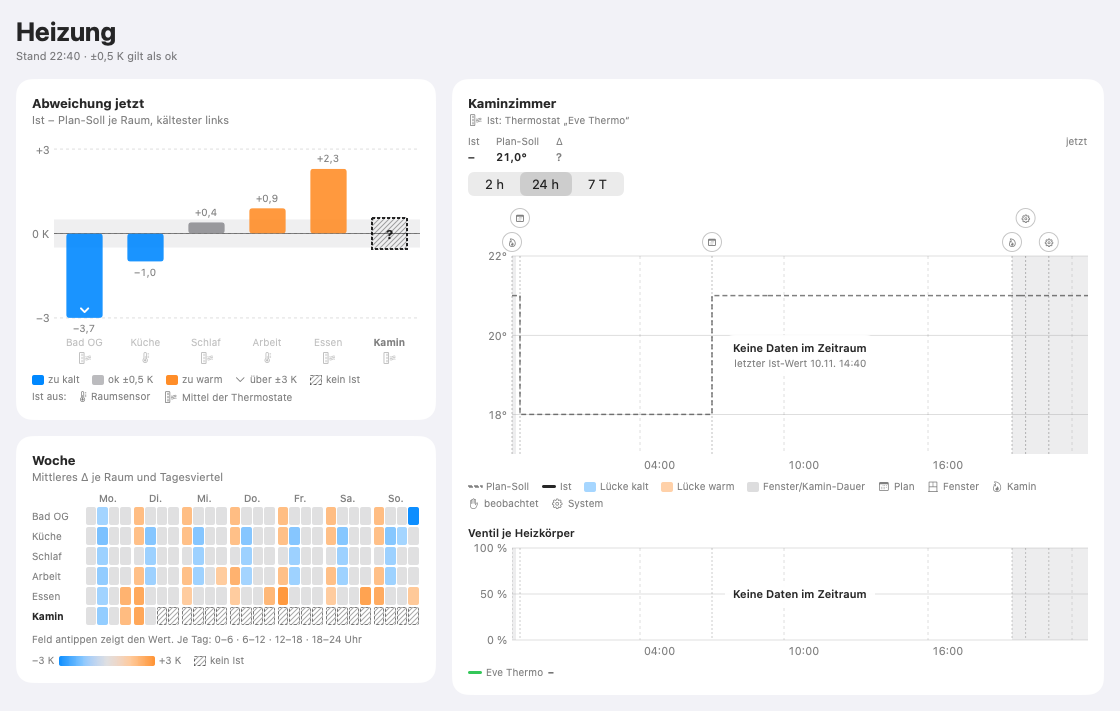 Heizung
Stand 22:40 · ±0,5 K gilt als ok
Abweichung jetzt
Ist – Plan-Soll je Raum, kältester links
+3
0 K
−3
−3,7
−1,0
+0,4
+0,9
+2,3
?
Bad OG Küche Schlaf Arbeit Essen Kamin
zu kalt ok ±0,5 K zu warm über ±3 K kein Ist
Ist aus: Raumsensor Mittel der Thermostate
Woche
Mittleres Δ je Raum und Tagesviertel
Mo. Di. Mi. Do. Fr. Sa. So.
Bad OG
Küche
Schlaf
Arbeit
Essen
Kamin
Feld antippen zeigt den Wert. Je Tag: 0–6 · 6–12 · 12–18 · 18–24 Uhr
−3 K +3 K kein Ist
Kaminzimmer
Ist: Thermostat „Eve Thermo“
Ist Plan-Soll Δ jetzt
– 21,0° ?
2 h 24 h 7 T
22°
20°
18°
Keine Daten im Zeitraum
letzter Ist-Wert 10.11. 14:40
04:00 10:00 16:00
Plan-Soll Ist Lücke kalt Lücke warm Fenster/Kamin-Dauer Plan Fenster Kamin
beobachtet System
Ventil je Heizkörper
100 %
50 %
0 %
Keine Daten im Zeitraum
04:00 10:00 16:00
Eve Thermo –